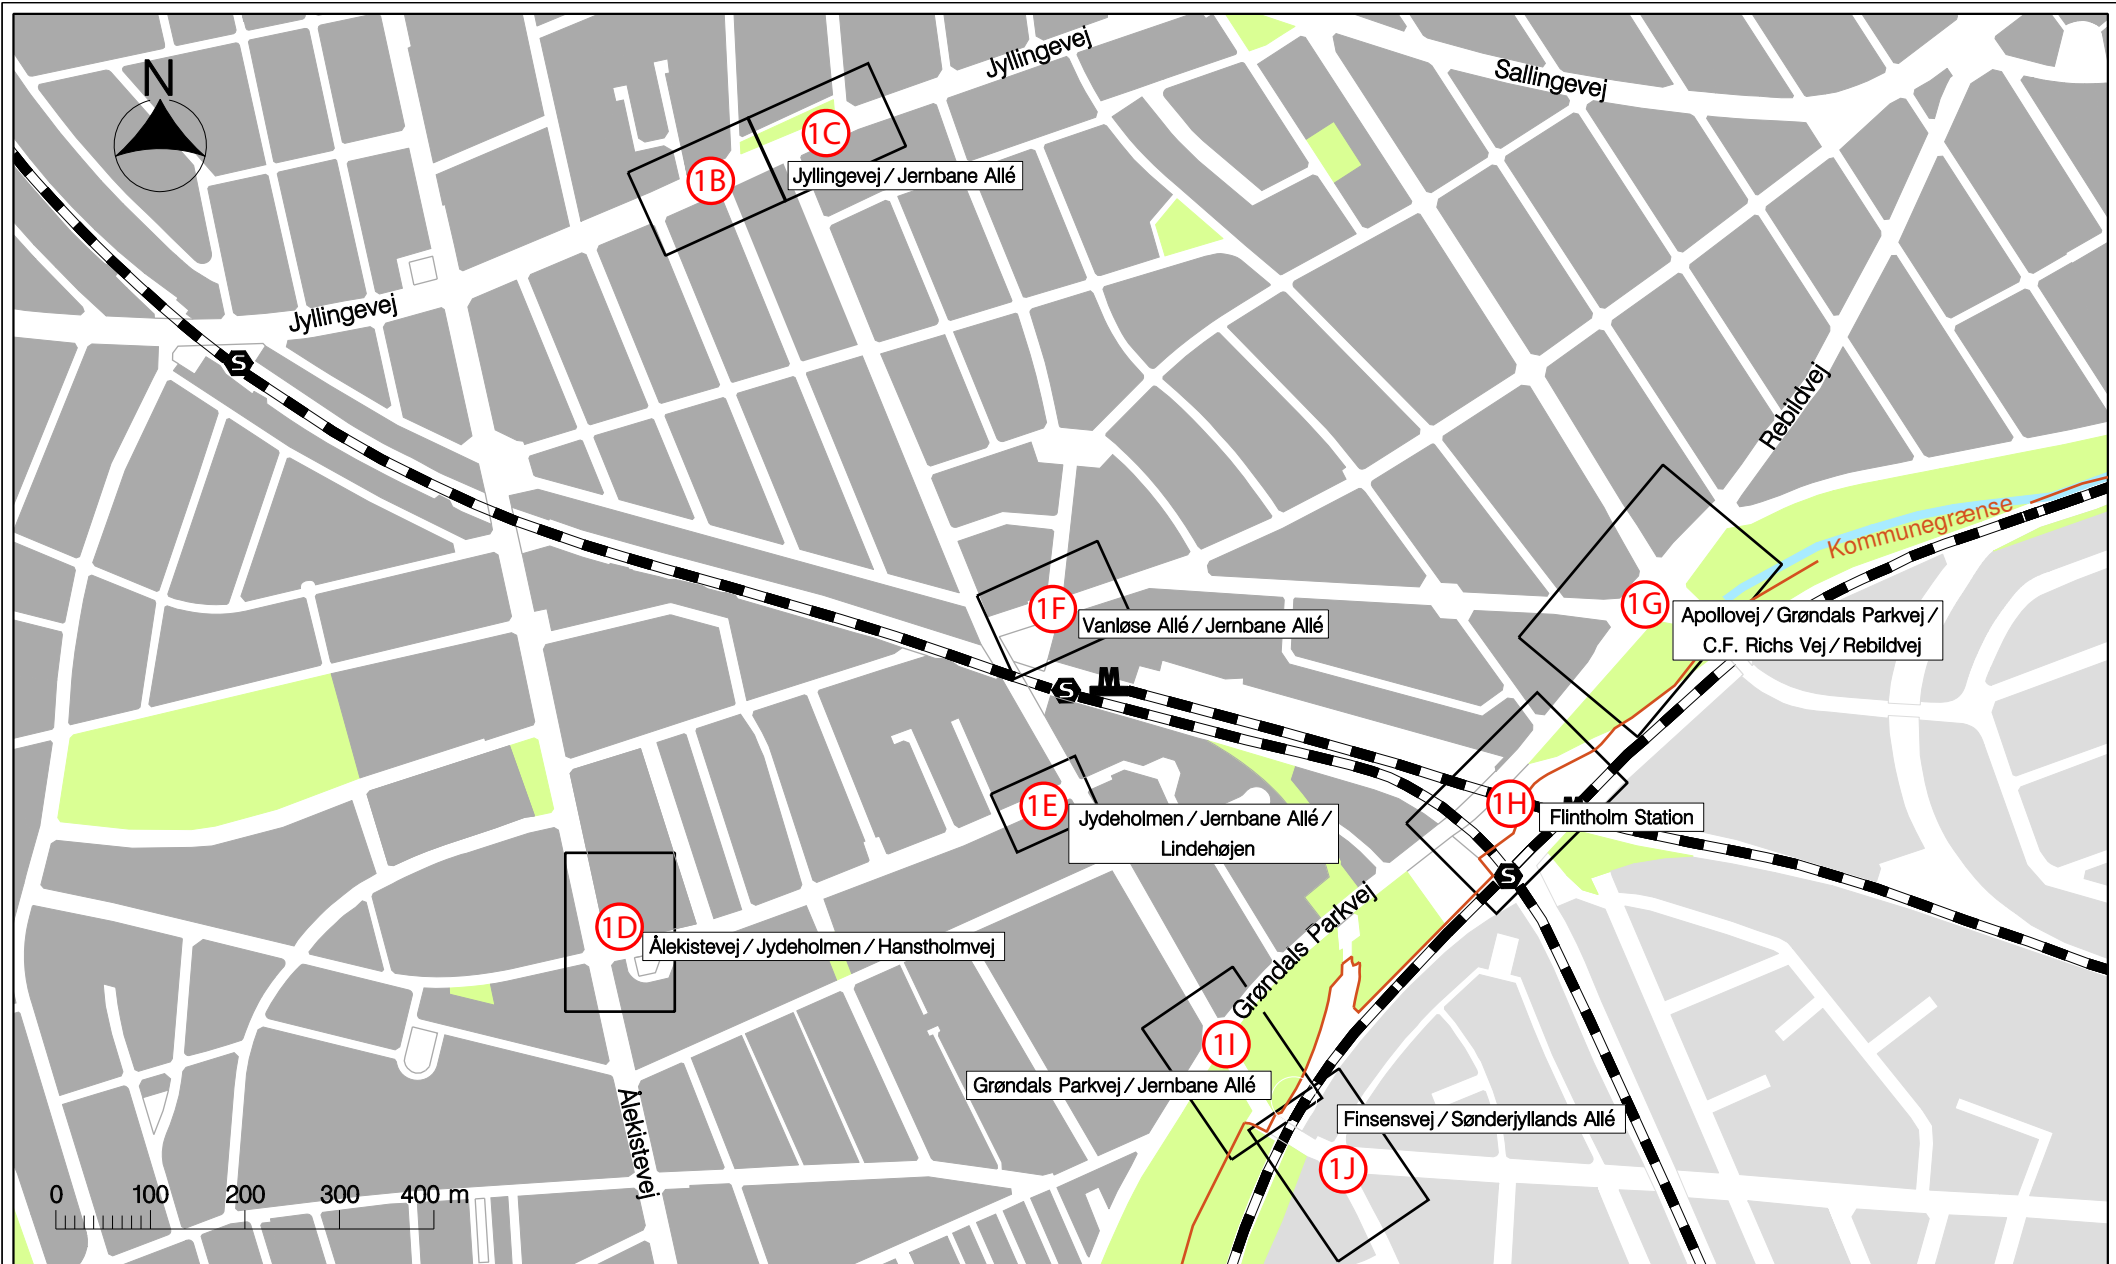 N
Jyllingevej
Sallingevej
1C
Jyllingevej / Jernbane Allé
1B
Jyllingevej
S
Rebildvej
Kommunegrænse
1F
Vanløse Allé / Jernbane Allé
1G
Apollovej / Grøndals Parkvej /
C.F. Richs Vej / Rebildvej
S
M
1E
Jydeholmen / Jernbane Allé /
Lindehøjen
1H
M
Flintholm Station
S
1D
Ålekistevej / Jydeholmen / Hanstholmvej
Grøndals Parkvej
1I
Grøndals Parkvej / Jernbane Allé
Finsensvej / Sønderjyllands Allé
1J
Ålekistevej
0 100 200 300 400 m